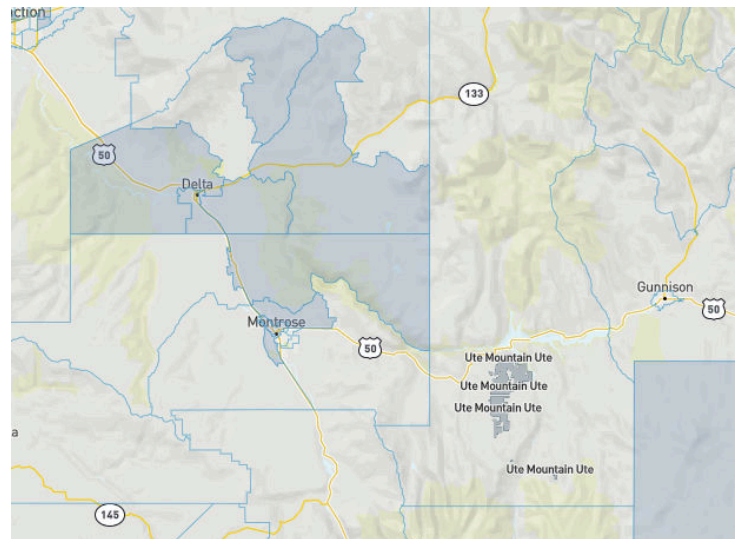 ction
133
50
Delta
Gunnison
50
Montrose
50
Ute Mountain Ute
Ute Mountain Ute
Ute Mountain Ute
a
Ute Mountain Ute
145